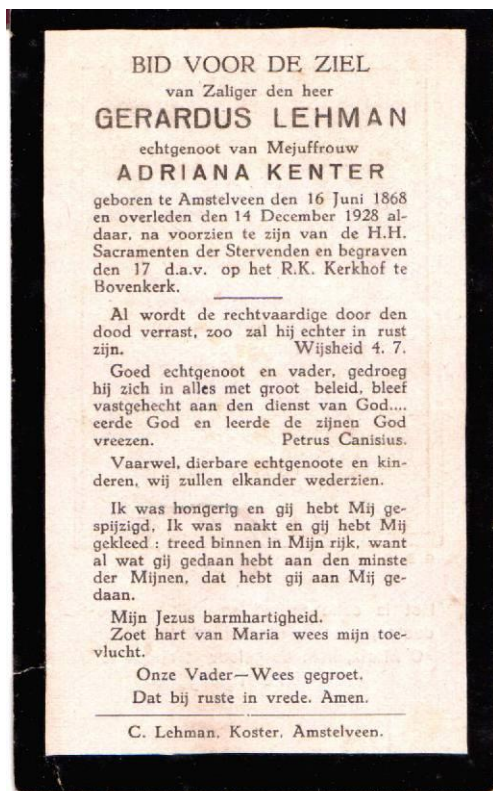 BID VOOR DE ZIEL
van Zaliger den heer
GERARDUS LEHMAN
echtgenoot van Mejuffrouw
ADRIANA KENTER
geboren te Amstelveen den 16 Juni 1868
en overleden den 14 December 1928 al-
daar, na voorzien te zijn van de H.H.
Sacramenten der Stervenden en begraven
den 17 d.a.v. op het R.K. Kerkhof te
Bovenkerk.
Al wordt de rechtvaardige door den
dood verrast, zoo zal hij echter in rust
zijn. Wijsheid 4. 7.
Goed echtgenoot en vader, gedroeg
hij zich in alles met groot beleid, bleef
vastgehecht aan den dienst van God....
eerde God en leerde de zijnen God
vreezen. Petrus Canisius.
Vaarwel, dierbare echtgenoote en kin-
deren, wij zullen elkander wederzien.
Ik was hongerig en gij hebt Mij ge-
spijzigd, Ik was naakt en gij hebt Mij
gekleed : treed binnen in Mijn rijk, want
al wat gij gedaan hebt aan den minste
der Mijnen, dat hebt gij aan Mij ge-
daan.
Mijn Jezus barmhartigheid.
Zoet hart van Maria wees mijn toe-
vlucht.
Onze Vader—Wees gegroet.
Dat bij ruste in vrede. Amen.
C. Lehman, Koster, Amstelveen.